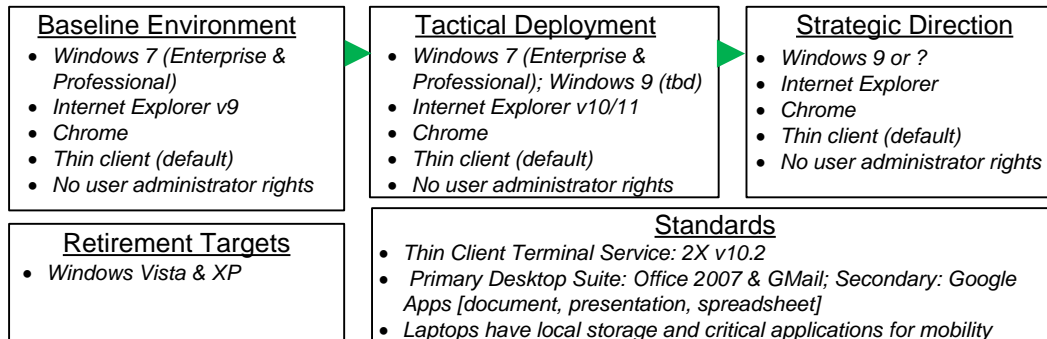 Baseline Environment
• Windows 7 (Enterprise &
Professional)
• Internet Explorer v9
• Chrome
• Thin client (default)
• No user administrator rights
Tactical Deployment
• Windows 7 (Enterprise &
Professional); Windows 9 (tbd)
• Internet Explorer v10/11
• Chrome
• Thin client (default)
• No user administrator rights
Strategic Direction
• Windows 9 or ?
• Internet Explorer
• Chrome
• Thin client (default)
• No user administrator rights
Retirement Targets
• Windows Vista & XP
Standards
• Thin Client Terminal Service: 2X v10.2
• Primary Desktop Suite: Office 2007 & GMail; Secondary: Google
Apps [document, presentation, spreadsheet]
• Laptops have local storage and critical applications for mobility